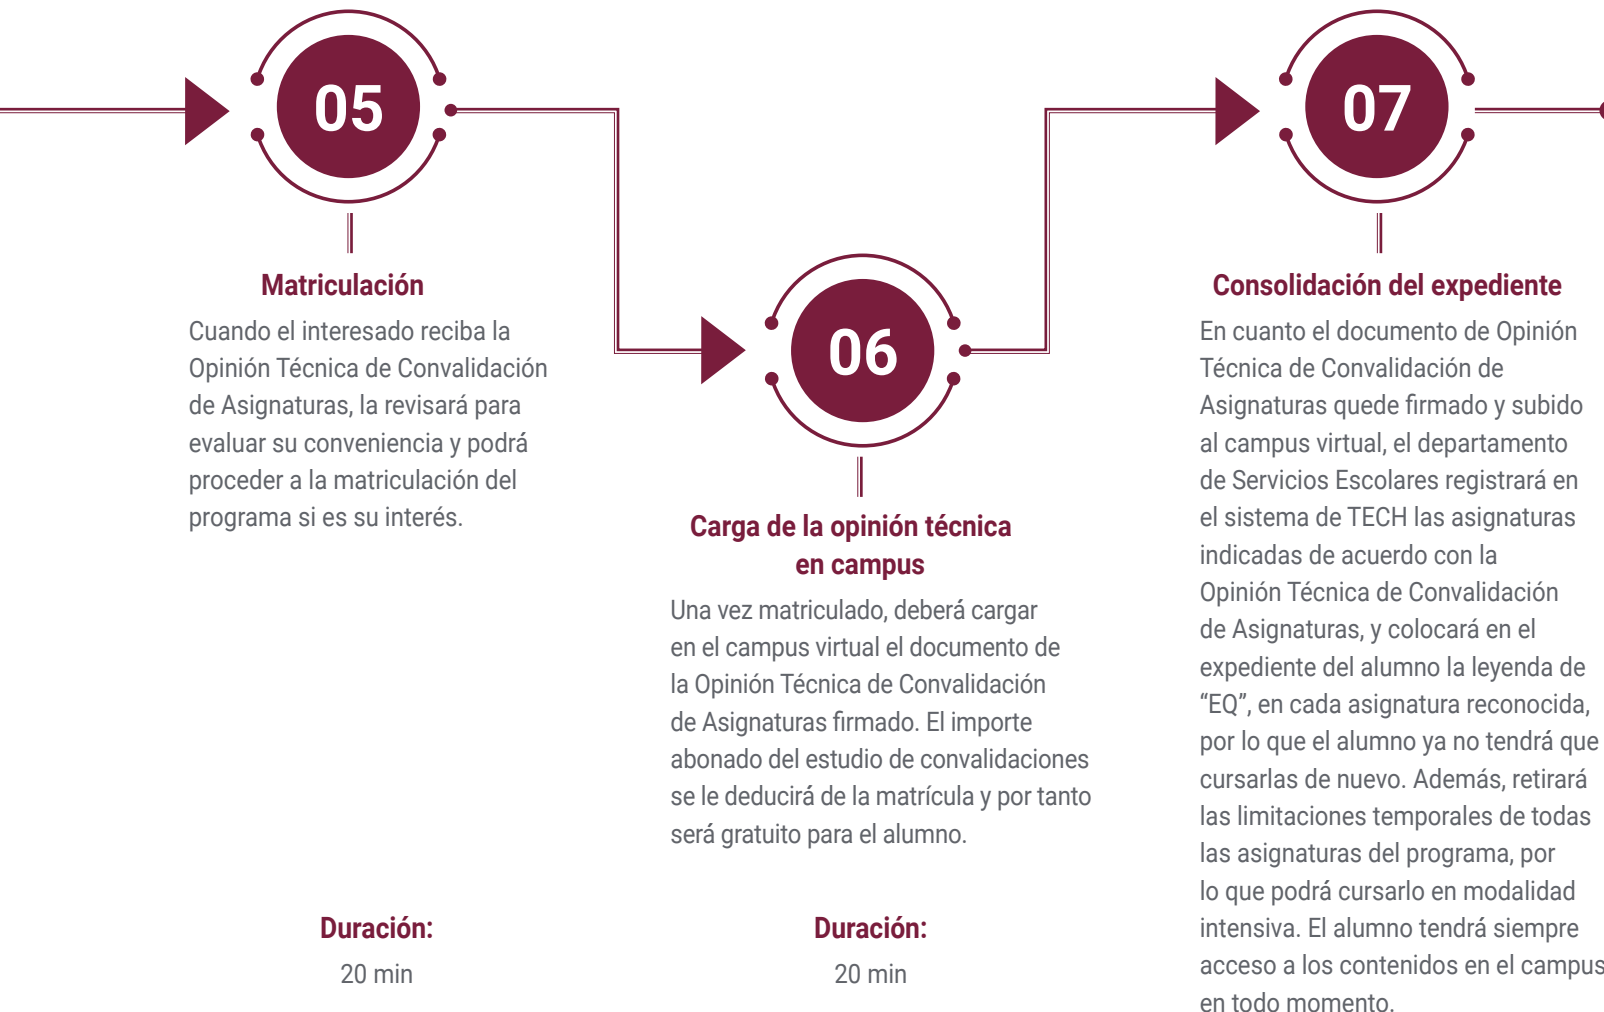 05
Matriculación
Cuando el interesado reciba la
Opinión Técnica de Convalidación
de Asignaturas, la revisará para
evaluar su conveniencia y podrá
proceder a la matriculación del
programa si es su interés.
Duración:
20 min
06
Carga de la opinión técnica
en campus
Una vez matriculado, deberá cargar
en el campus virtual el documento de
la Opinión Técnica de Convalidación
de Asignaturas firmado. El importe
abonado del estudio de convalidaciones
se le deducirá de la matrícula y por tanto
será gratuito para el alumno.
Duración:
20 min
07
Consolidación del expediente
En cuanto el documento de Opinión
Técnica de Convalidación de
Asignaturas quede firmado y subido
al campus virtual, el departamento
de Servicios Escolares registrará en
el sistema de TECH las asignaturas
indicadas de acuerdo con la
Opinión Técnica de Convalidación
de Asignaturas, y colocará en el
expediente del alumno la leyenda de
“EQ”, en cada asignatura reconocida,
por lo que el alumno ya no tendrá que
cursarlas de nuevo. Además, retirará
las limitaciones temporales de todas
las asignaturas del programa, por
lo que podrá cursarlo en modalidad
intensiva. El alumno tendrá siempre
acceso a los contenidos en el campus
en todo momento.